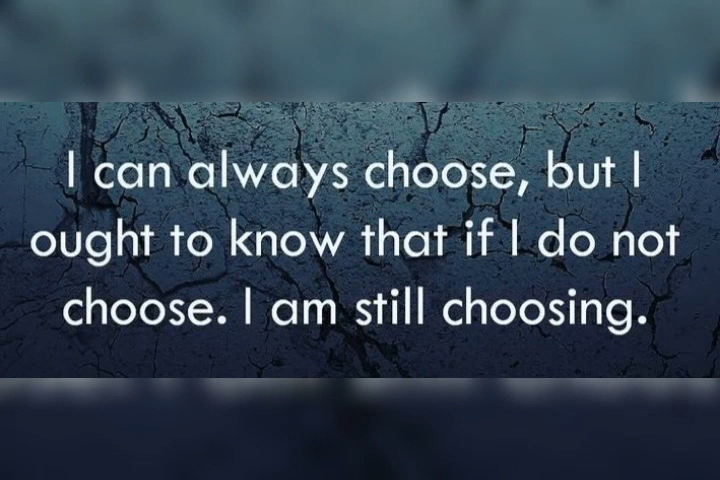 I can always choose, but I
ought to know that if I do not
choose. I am still choosing.